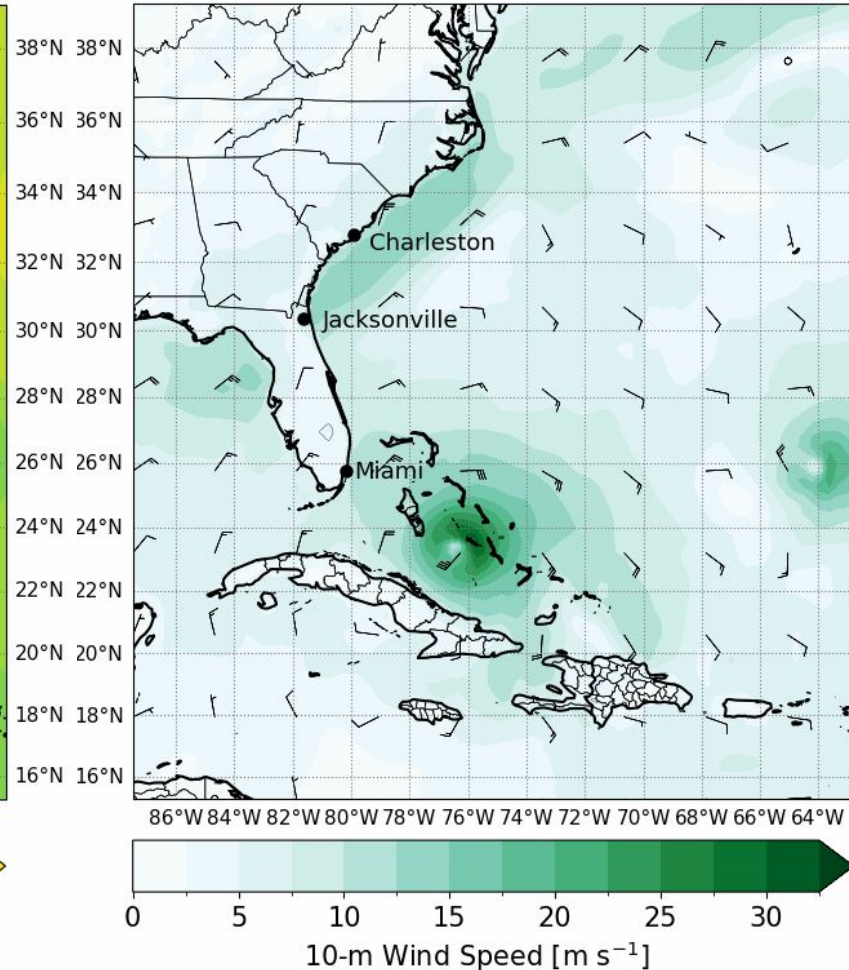 38°N 38°N
36°N 36°N
34°N 34°N
Charleston
32°N 32°N
Jacksonville
30°N 30°N
28°N 28°N
26°N 26°N
Miami
24°N 24°N
22°N 22°N
20°N 20°N
18°N 18°N
16°N 16°N
86°W 84°W 82°W 80°W 78°W 76°W 74°W 72°W 70°W 68°W 66°W 64°W
0 5 10 15 20 25 30
10-m Wind Speed [m s⁻¹]